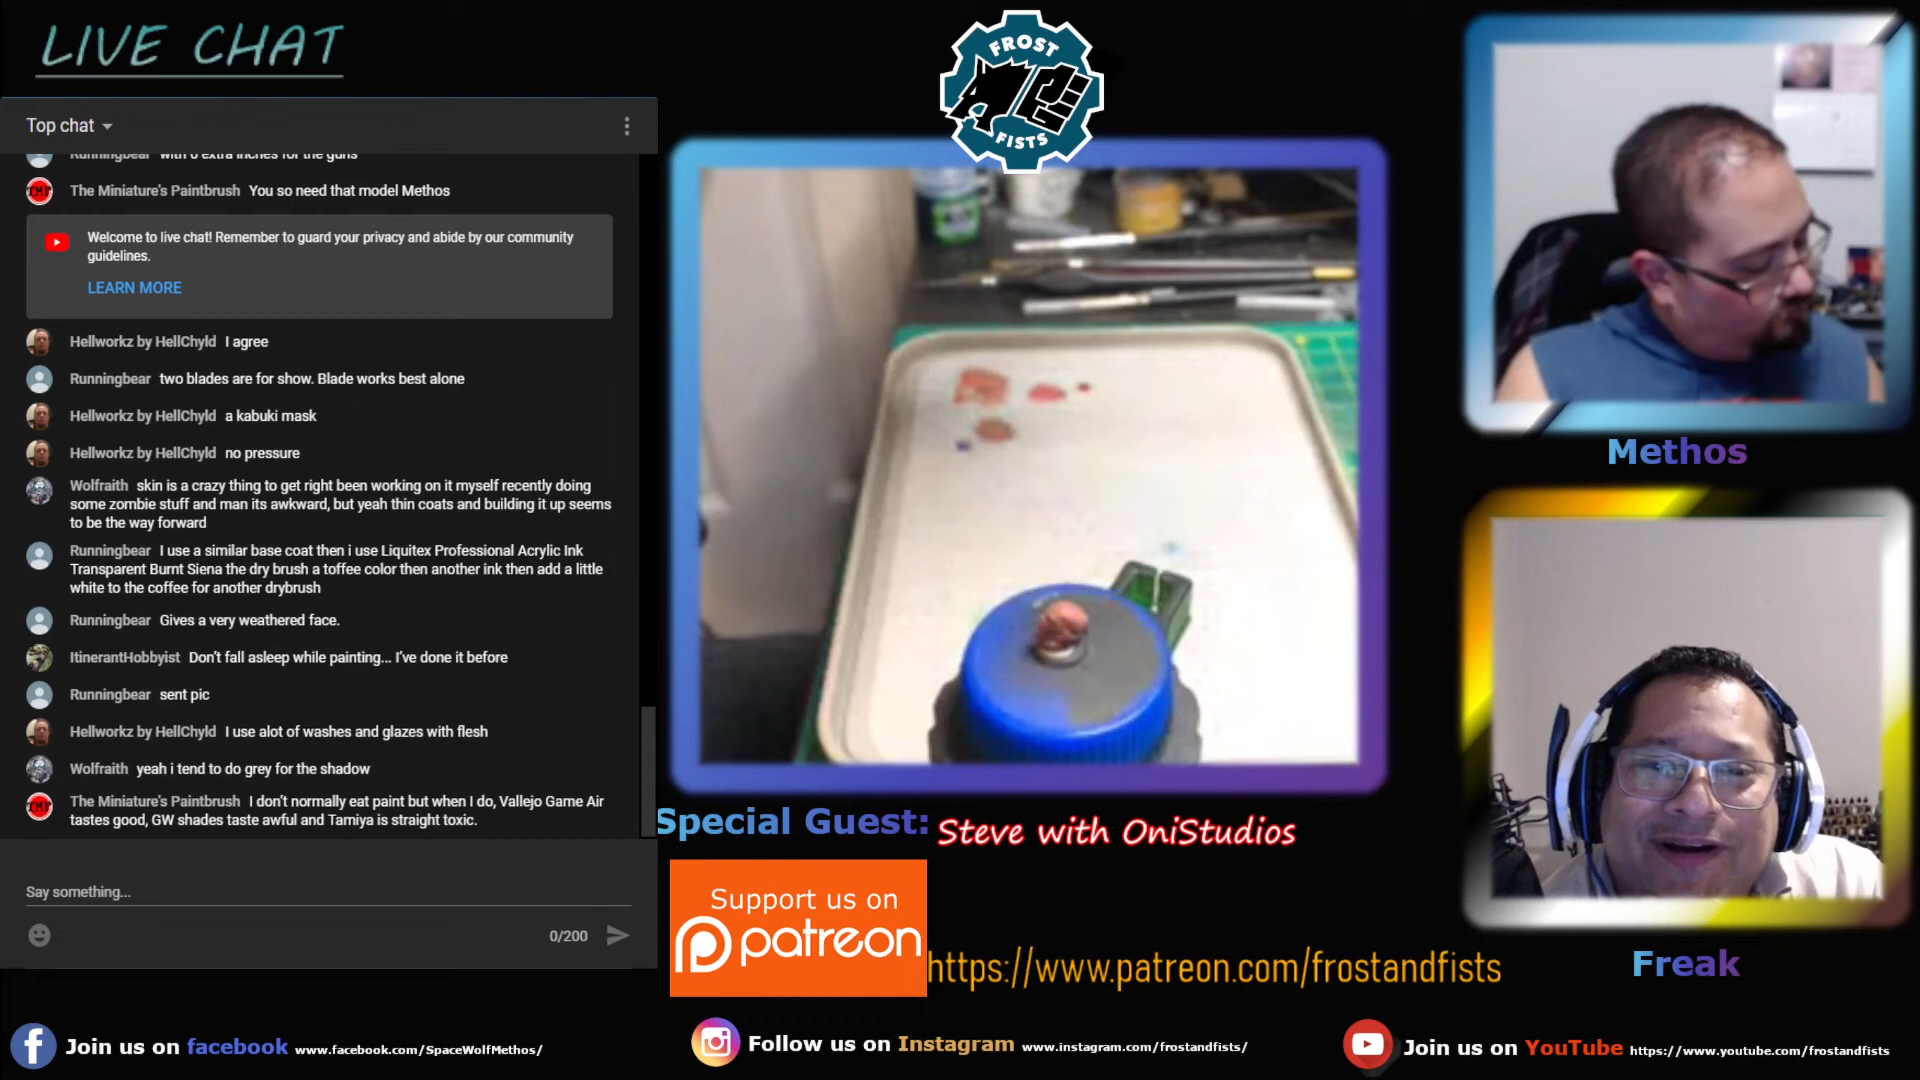 LIVE CHAT
Top chat
Runningbear with 6 extra inches for the guns
The Miniature's Paintbrush You so need that model Methos
Welcome to live chat! Remember to guard your privacy and abide by our community
guidelines.
LEARN MORE
Hellworkz by HellChyld I agree
Runningbear two blades are for show. Blade works best alone
Hellworkz by HellChyld a kabuki mask
Hellworkz by HellChyld no pressure
Wolfraith skin is a crazy thing to get right been working on it myself recently doing
some zombie stuff and man its awkward, but yeah thin coats and building it up seems
to be the way forward
Runningbear I use a similar base coat then i use Liquitex Professional Acrylic Ink
Transparent Burnt Siena the dry brush a toffee color then another ink then add a little
white to the coffee for another drybrush
Runningbear Gives a very weathered face.
ItinerantHobbyist Don't fall asleep while painting... I've done it before
Runningbear sent pic
Hellworkz by HellChyld I use alot of washes and glazes with flesh
Wolfraith yeah i tend to do grey for the shadow
The Miniature's Paintbrush I don't normally eat paint but when I do, Vallejo Game Air
tastes good, GW shades taste awful and Tamiya is straight toxic.
Say something...
0/200
FROST
FISTS
Methos
Freak
Special Guest: Steve with OniStudios
Support us on
patreon
https://www.patreon.com/frostandfists
Join us on facebook www.facebook.com/SpaceWolfMethos/
Follow us on Instagram www.instagram.com/frostandfists/
Join us on YouTube https://www.youtube.com/frostandfists